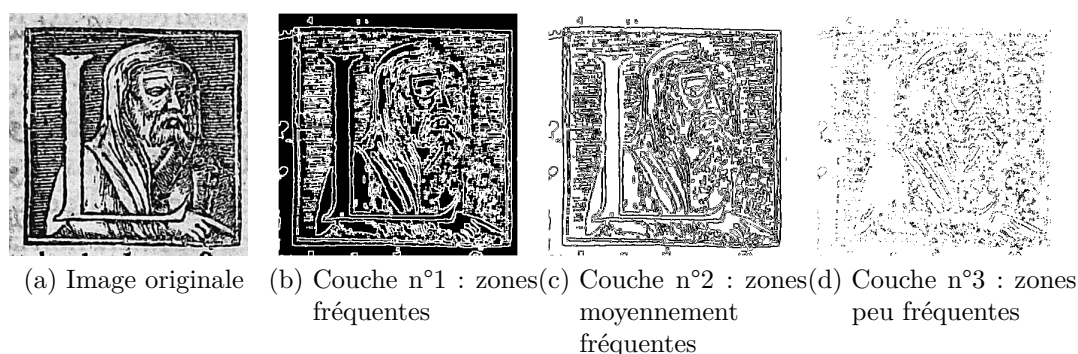 L
(a) Image originale
(b) Couche n°1 : zones fréquentes
(c) Couche n°2 : zones moyennement fréquentes
(d) Couche n°3 : zones peu fréquentes